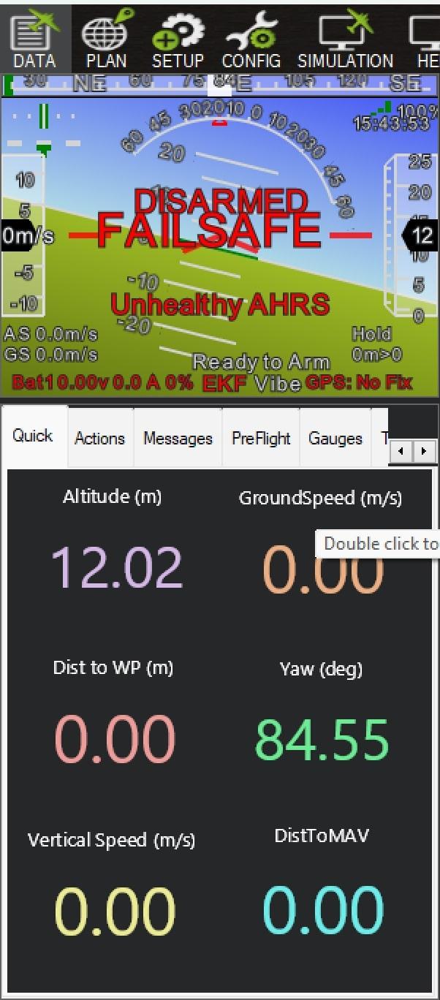 DATA PLAN SETUP CONFIG SIMULATION HE
30 NE 60 75 84 E 105 120 SE
100%
15:43:53
60 45 30 20 10 0 10 20 30 45 60
20
10
5
0m/s
-5
-10
25
20
12
10
5
0
DISARMED
FAILSAFE
-10
Unhealthy AHRS
-20
AS 0.0m/s
GS 0.0m/s
Hold
0m>0
Ready to Arm
Bat1 0.00v 0.0 A 0% EKF Vibe GPS: No Fix
Quick Actions Messages PreFlight Gauges T
Altitude (m) GroundSpeed (m/s)
Double click to
12.02 0.00
Dist to WP (m) Yaw (deg)
0.00 84.55
Vertical Speed (m/s) DistToMAV
0.00 0.00